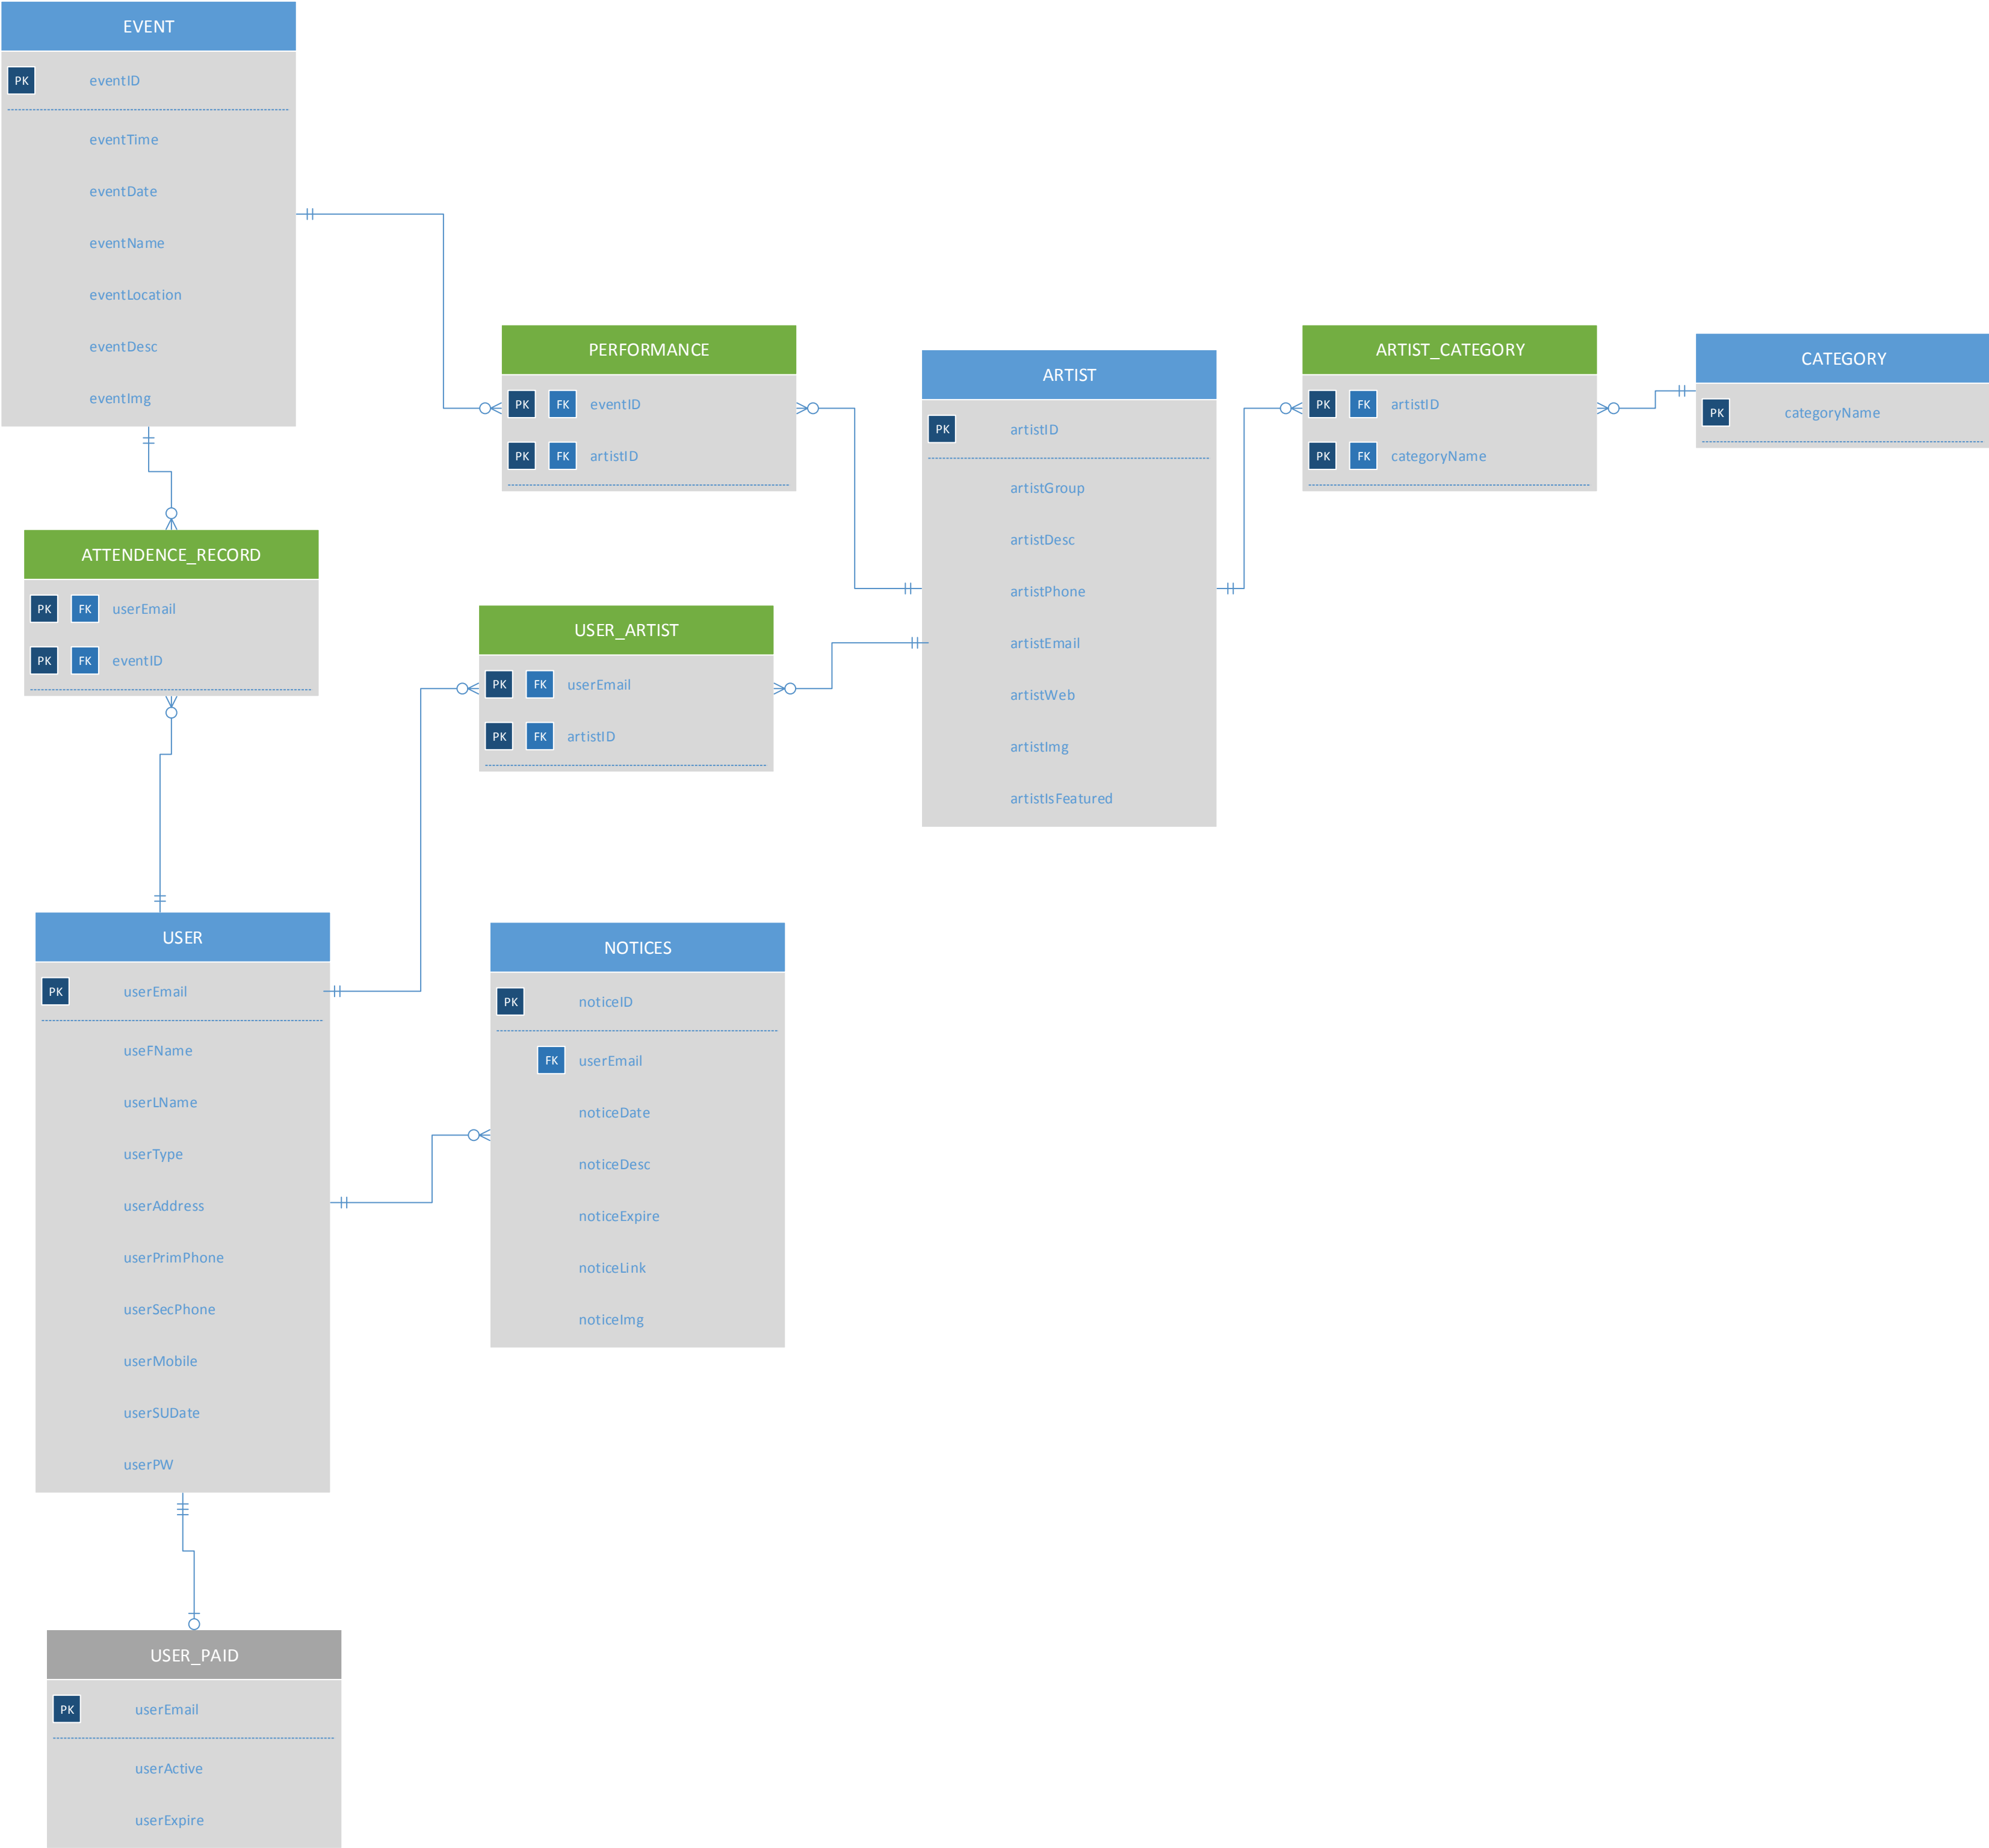 EVENT
PK eventID
eventTime
eventDate
eventName
eventLocation
eventDesc
eventImg
PERFORMANCE
PK FK eventID
PK FK artistID
ARTIST
PK artistID
artistGroup
artistDesc
artistPhone
artistEmail
artistWeb
artistImg
artistIsFeatured
ARTIST_CATEGORY
PK FK artistID
PK FK categoryName
CATEGORY
PK categoryName
ATTENDENCE_RECORD
PK FK userEmail
PK FK eventID
USER_ARTIST
PK FK userEmail
PK FK artistID
USER
PK userEmail
useFName
userLName
userType
userAddress
userPrimPhone
userSecPhone
userMobile
userSUDate
userPW
NOTICES
PK noticeID
FK userEmail
noticeDate
noticeDesc
noticeExpire
noticeLink
noticeImg
USER_PAID
PK userEmail
userActive
userExpire